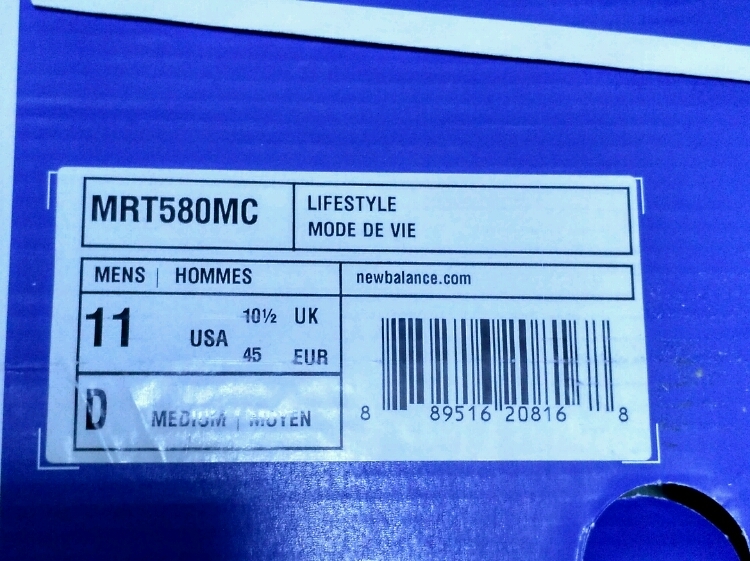 MRT580MC
LIFESTYLE
MODE DE VIE
MENS | HOMMES
newbalance.com
11 USA
10½ UK
45 EUR
D MEDIUM | MOYEN
8 89516 20816 8